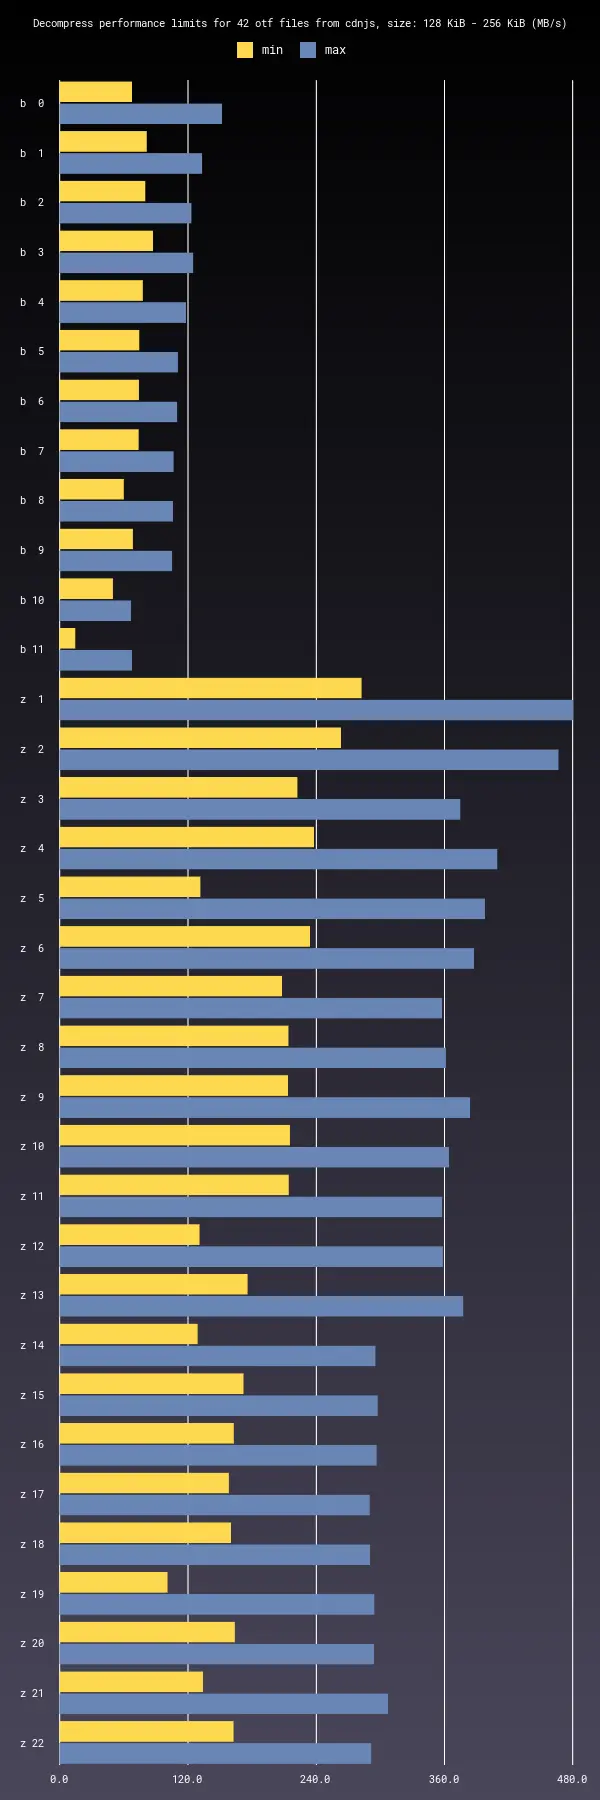 Decompress performance limits for 42 otf files from cdnjs, size: 128 KiB - 256 KiB (MB/s)
min max
b 0
b 1
b 2
b 3
b 4
b 5
b 6
b 7
b 8
b 9
b 10
b 11
z 1
z 2
z 3
z 4
z 5
z 6
z 7
z 8
z 9
z 10
z 11
z 12
z 13
z 14
z 15
z 16
z 17
z 18
z 19
z 20
z 21
z 22
0.0 120.0 240.0 360.0 480.0